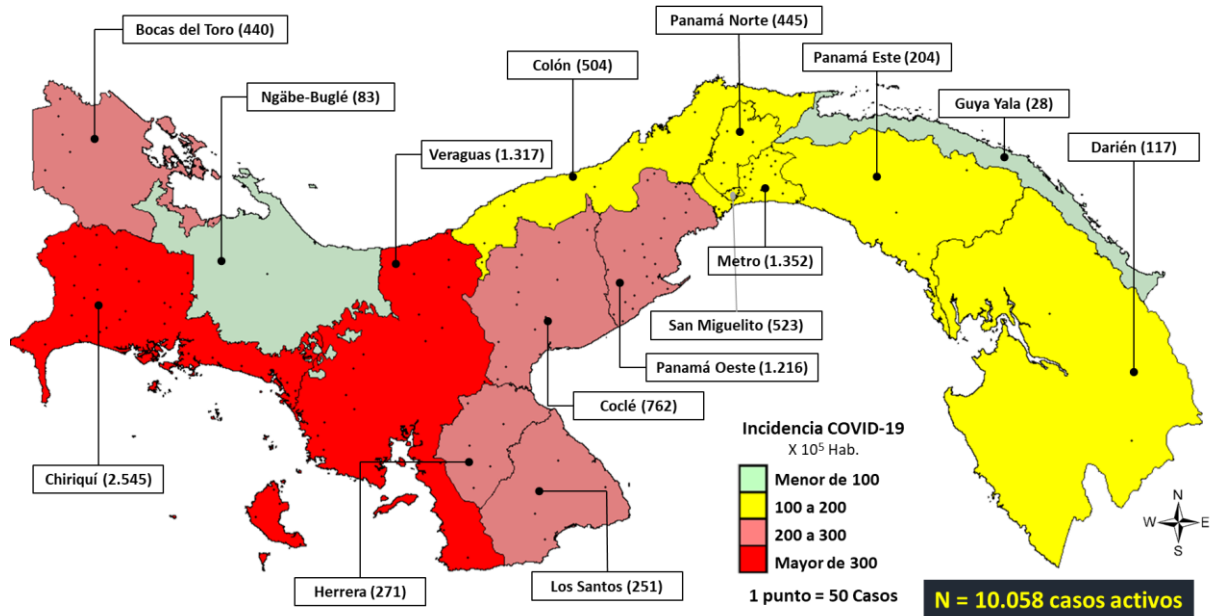 Bocas del Toro (440)
Panamá Norte (445)
Colón (504)
Panamá Este (204)
Ngäbe-Buglé (83)
Guya Yala (28)
Veraguas (1.317)
Darién (117)
Metro (1.352)
San Miguelito (523)
Panamá Oeste (1.216)
Coclé (762)
Chiriquí (2.545)
Herrera (271)
Los Santos (251)
Incidencia COVID-19
X 10⁵ Hab.
Menor de 100
100 a 200
200 a 300
Mayor de 300
1 punto = 50 Casos
N
W E
S
N = 10.058 casos activos